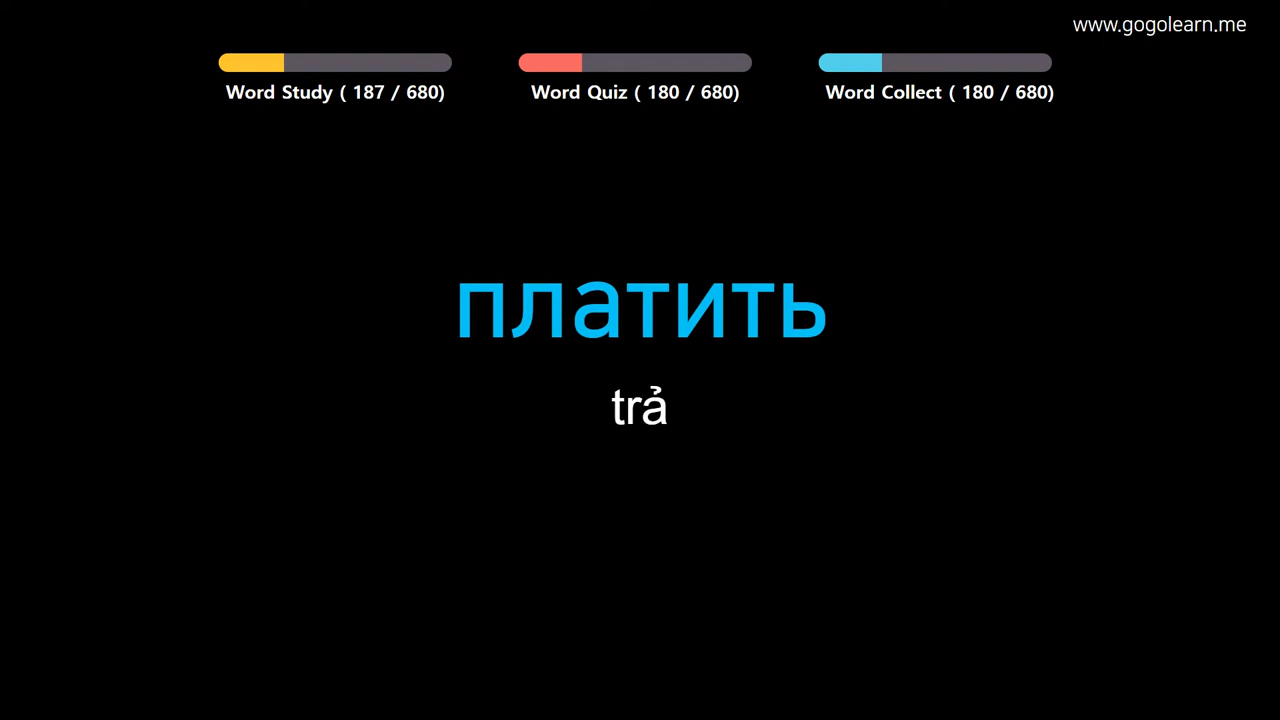 www.gogolearn.me
Word Study ( 187 / 680)
Word Quiz ( 180 / 680)
Word Collect ( 180 / 680)
платить
trả